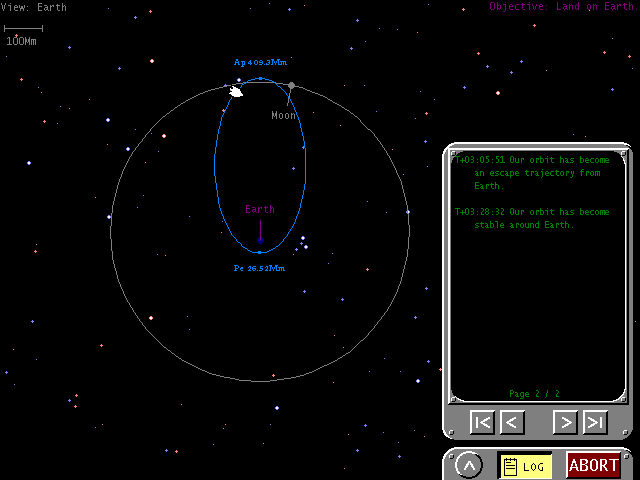 View: Earth
Objective: Land on Earth.
100Mm
Ap 409.3Mm
Moon
Earth
Pe 26.52Mm
T+03:05:51 Our orbit has become
an escape trajectory from
Earth.
T+03:28:32 Our orbit has become
stable around Earth.
Page 2 / 2
LOG
ABORT